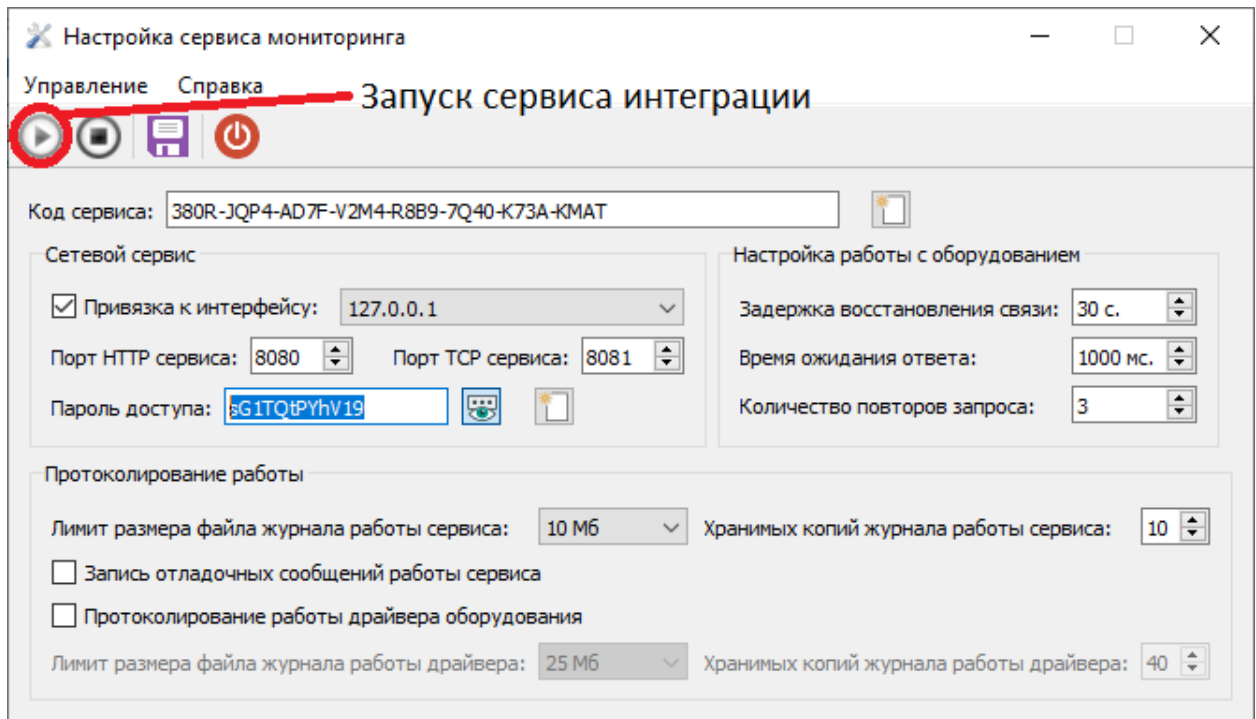 Настройка сервиса мониторинга
Управление Справка
Запуск сервиса интеграции
Код сервиса: 380R-JQP4-AD7F-V2M4-R8B9-7Q40-K73A-KMAT
Сетевой сервис
Привязка к интерфейсу: 127.0.0.1
Порт HTTP сервиса: 8080 Порт TCP сервиса: 8081
Пароль доступа: sG1TQtPYhV19
Настройка работы с оборудованием
Задержка восстановления связи: 30 с.
Время ожидания ответа: 1000 мс.
Количество повторов запроса: 3
Протоколирование работы
Лимит размера файла журнала работы сервиса: 10 Мб Хранимых копий журнала работы сервиса: 10
Запись отладочных сообщений работы сервиса
Протоколирование работы драйвера оборудования
Лимит размера файла журнала работы драйвера: 25 Мб Хранимых копий журнала работы драйвера: 40